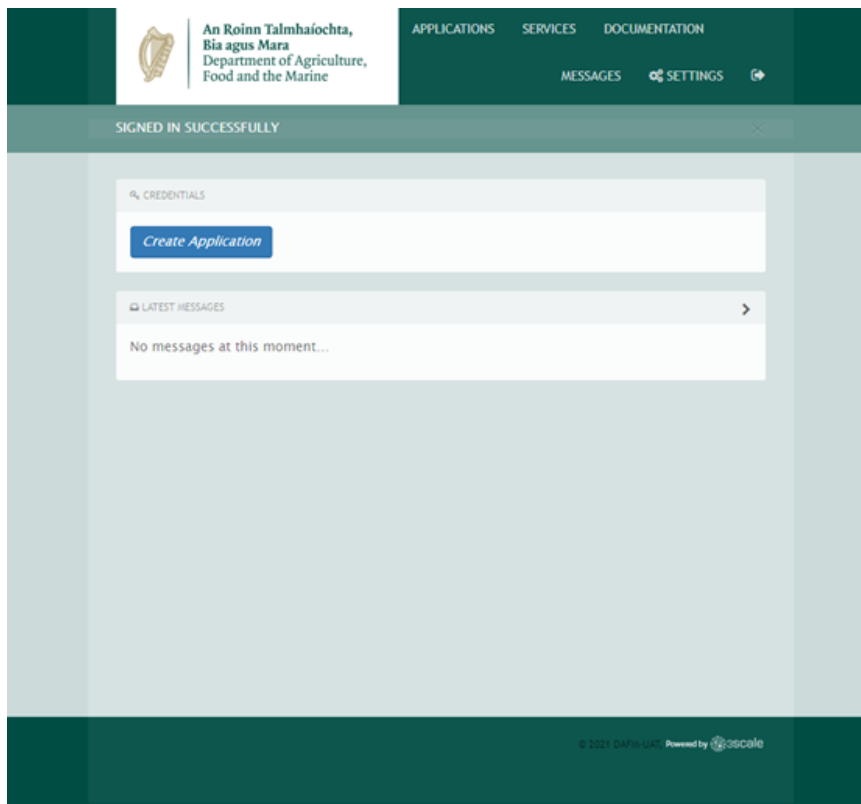 An Roinn Talmhaíochta,
Bia agus Mara
Department of Agriculture,
Food and the Marine
APPLICATIONS SERVICES DOCUMENTATION
MESSAGES SETTINGS
SIGNED IN SUCCESSFULLY
CREDENTIALS
Create Application
LATEST MESSAGES
No messages at this moment...
© 2021 DAFM-UAT, Powered by 3scale